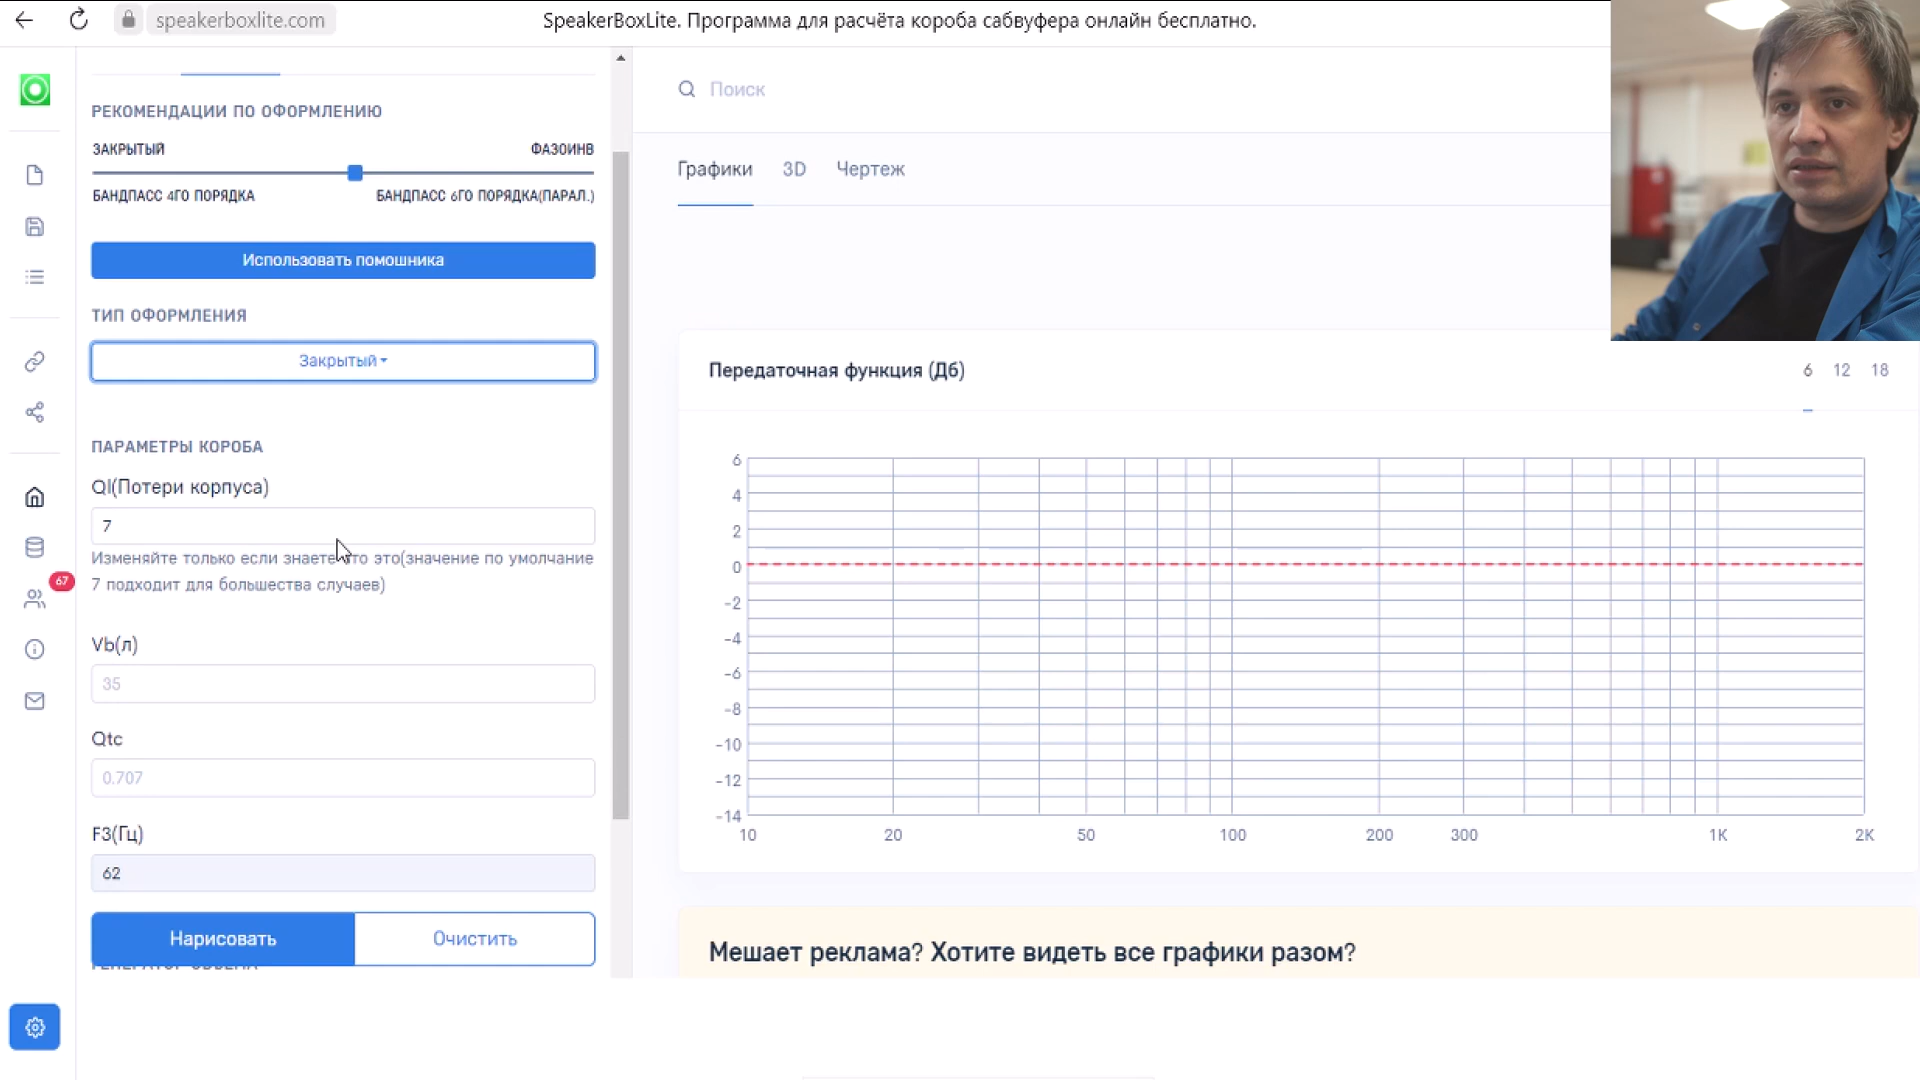 speakerboxlite.com
SpeakerBoxLite. Программа для расчёта короба сабвуфера онлайн бесплатно.
РЕКОМЕНДАЦИИ ПО ОФОРМЛЕНИЮ
ЗАКРЫТЫЙ ФАЗОИНВ
БАНДПАСС 4ГО ПОРЯДКА БАНДПАСС 6ГО ПОРЯДКА(ПАРАЛ.)
Использовать помошника
ТИП ОФОРМЛЕНИЯ
Закрытый
ПАРАМЕТРЫ КОРОБА
Ql(Потери корпуса)
7
Изменяйте только если знаете что это(значение по умолчание
7 подходит для большества случаев)
67
Vb(л)
35
Qtc
0.707
F3(Гц)
62
Нарисовать Очистить
Поиск
Графики 3D Чертеж
Передаточная функция (Дб)
6 12 18
6
4
2
0
-2
-4
-6
-8
-10
-12
-14
10 20 50 100 200 300 1K 2K
Мешает реклама? Хотите видеть все графики разом?